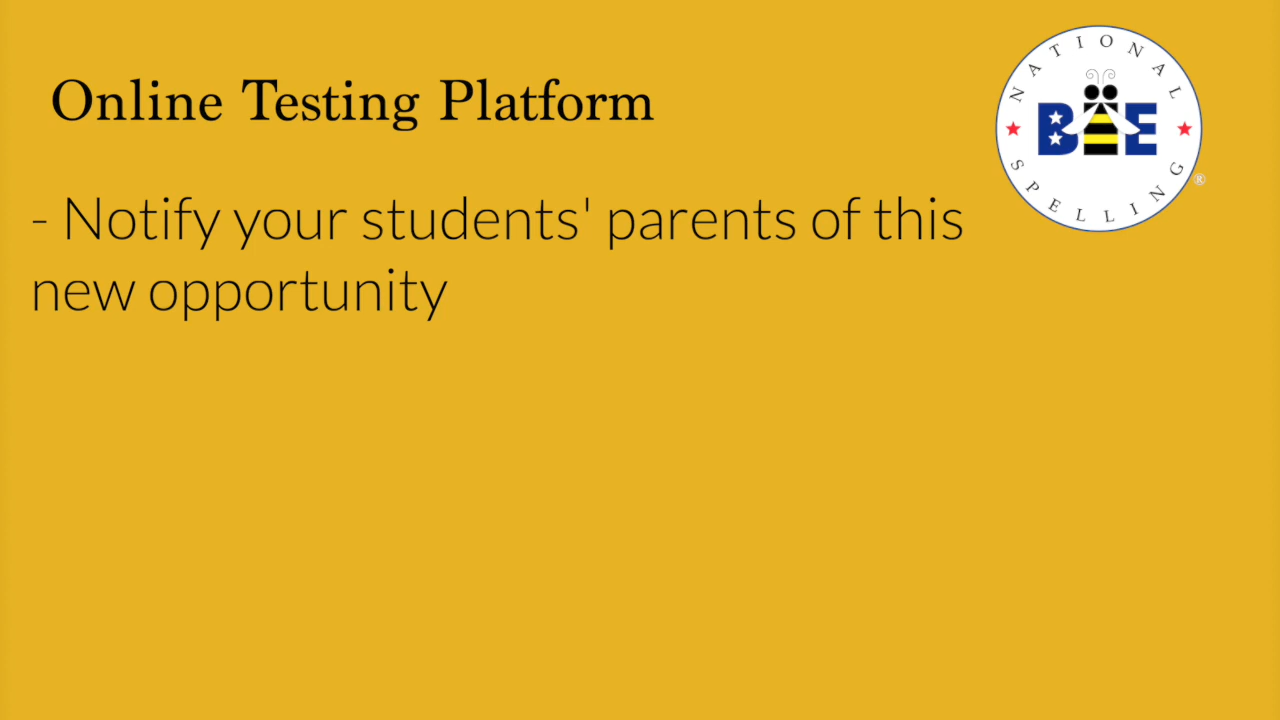 Online Testing Platform
- Notify your students' parents of this
new opportunity
NATIONAL
BEE
SPELLING
®